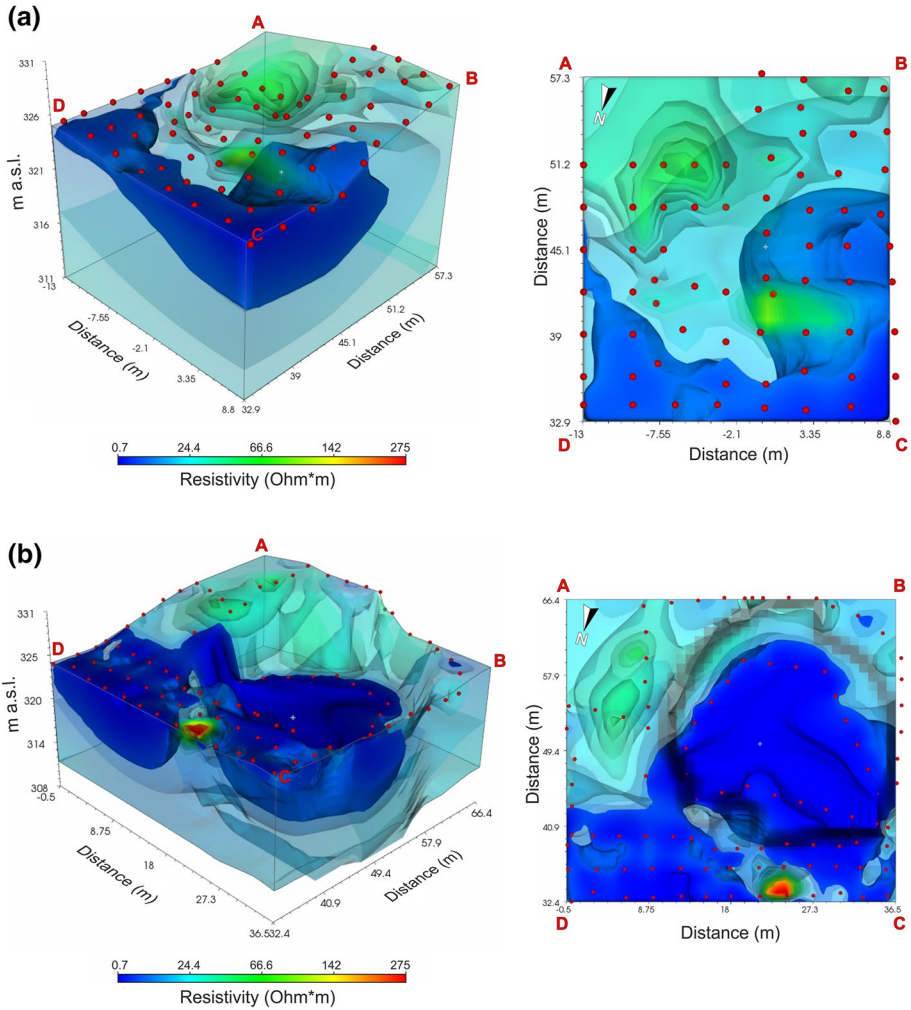 (a)
A
B
D
C
331
326
321
316
311
m a.s.l.
-13
-7.55
-2.1
3.35
8.8
Distance (m)
32.9
39
45.1
51.2
57.3
Distance (m)
0.7 24.4 66.6 142 275
Resistivity (Ohm*m)
A B
57.3
51.2
45.1
39
32.9
Distance (m)
N
-13 -7.55 -2.1 3.35 8.8
D C
Distance (m)
(b)
A
B
D
C
331
325
320
314
308
m a.s.l.
-0.5
8.75
18
27.3
36.5
Distance (m)
32.4
40.9
49.4
57.9
66.4
Distance (m)
0.7 24.4 66.6 142 275
Resistivity (Ohm*m)
A B
66.4
57.9
49.4
40.9
32.4
Distance (m)
N
-0.5 8.75 18 27.3 36.5
D C
Distance (m)